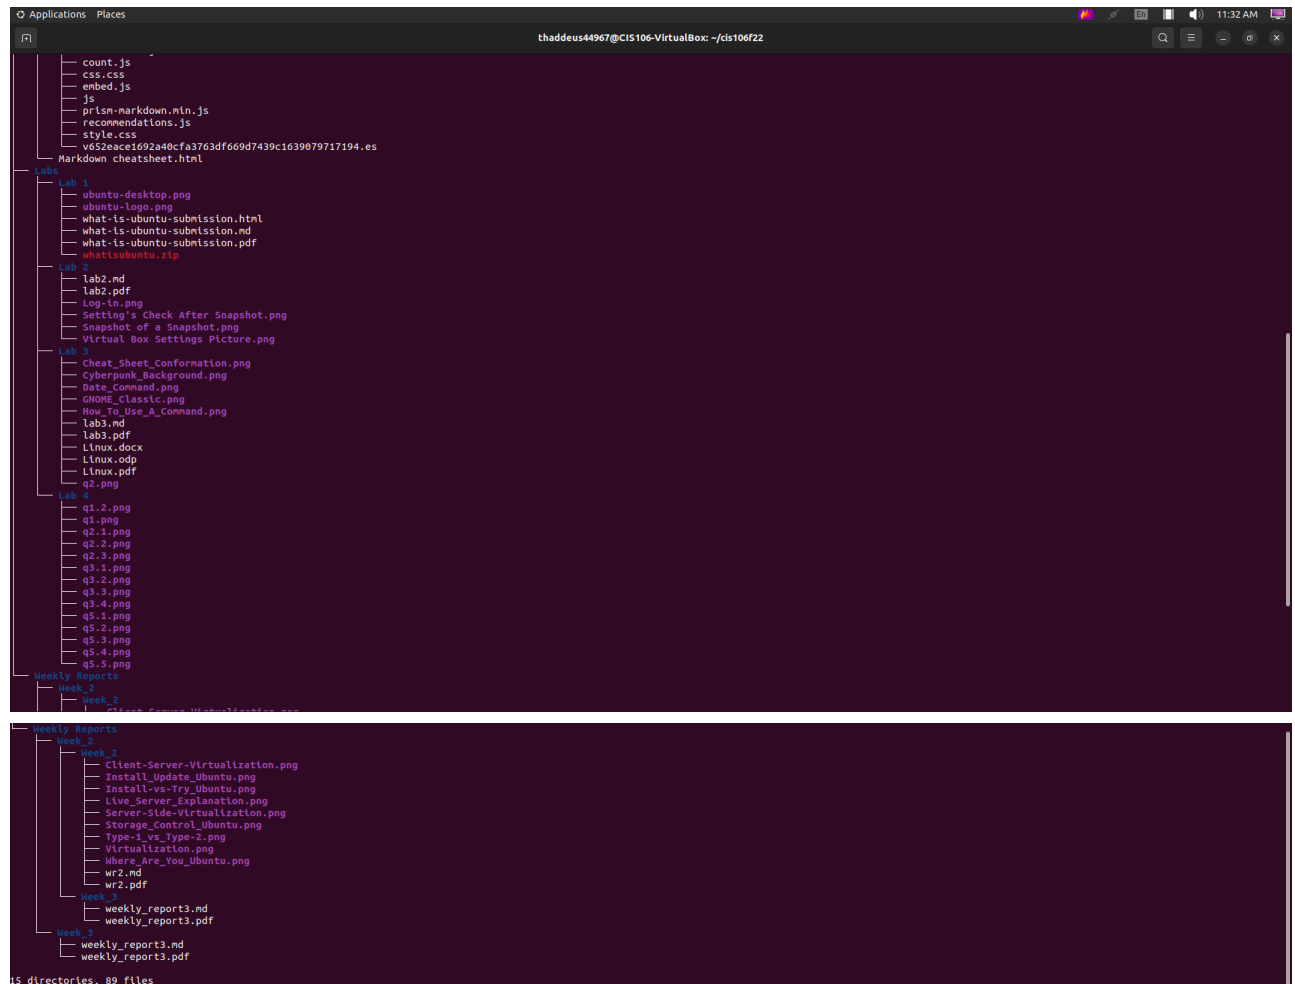 Applications Places
En 11:32 AM
thaddeus44967@CIS106-VirtualBox: ~/cis106f22
count.js
css.css
embed.js
js
prism-markdown.min.js
recommendations.js
style.css
v652eace1692a40cfa3763df669d7439c1639079717194.es
Markdown cheatsheet.html
Labs
Lab 1
ubuntu-desktop.png
ubuntu-logo.png
what-is-ubuntu-submission.html
what-is-ubuntu-submission.md
what-is-ubuntu-submission.pdf
whatisubuntu.zip
Lab 2
lab2.md
lab2.pdf
Log-in.png
Setting's Check After Snapshot.png
Snapshot of a Snapshot.png
Virtual Box Settings Picture.png
Lab 3
Cheat_Sheet_Conformation.png
Cyberpunk_Background.png
Date_Command.png
GNOME_Classic.png
How_To_Use_A_Command.png
lab3.md
lab3.pdf
Linux.docx
Linux.odp
Linux.pdf
q2.png
Lab 4
q1.2.png
q1.png
q2.1.png
q2.2.png
q2.3.png
q3.1.png
q3.2.png
q3.3.png
q3.4.png
q5.1.png
q5.2.png
q5.3.png
q5.4.png
q5.5.png
Weekly Reports
Week_2
Week_2
Client-Server-Virtualization.png
Weekly Reports
Week_2
Week_2
Client-Server-Virtualization.png
Install_Update_Ubuntu.png
Install-vs-Try_Ubuntu.png
Live_Server_Explanation.png
Server-Side-Virtualization.png
Storage_Control_Ubuntu.png
Type-1_vs_Type-2.png
Virtualization.png
Where_Are_You_Ubuntu.png
wr2.md
wr2.pdf
Week_3
weekly_report3.md
weekly_report3.pdf
Week_3
weekly_report3.md
weekly_report3.pdf
15 directories, 89 files